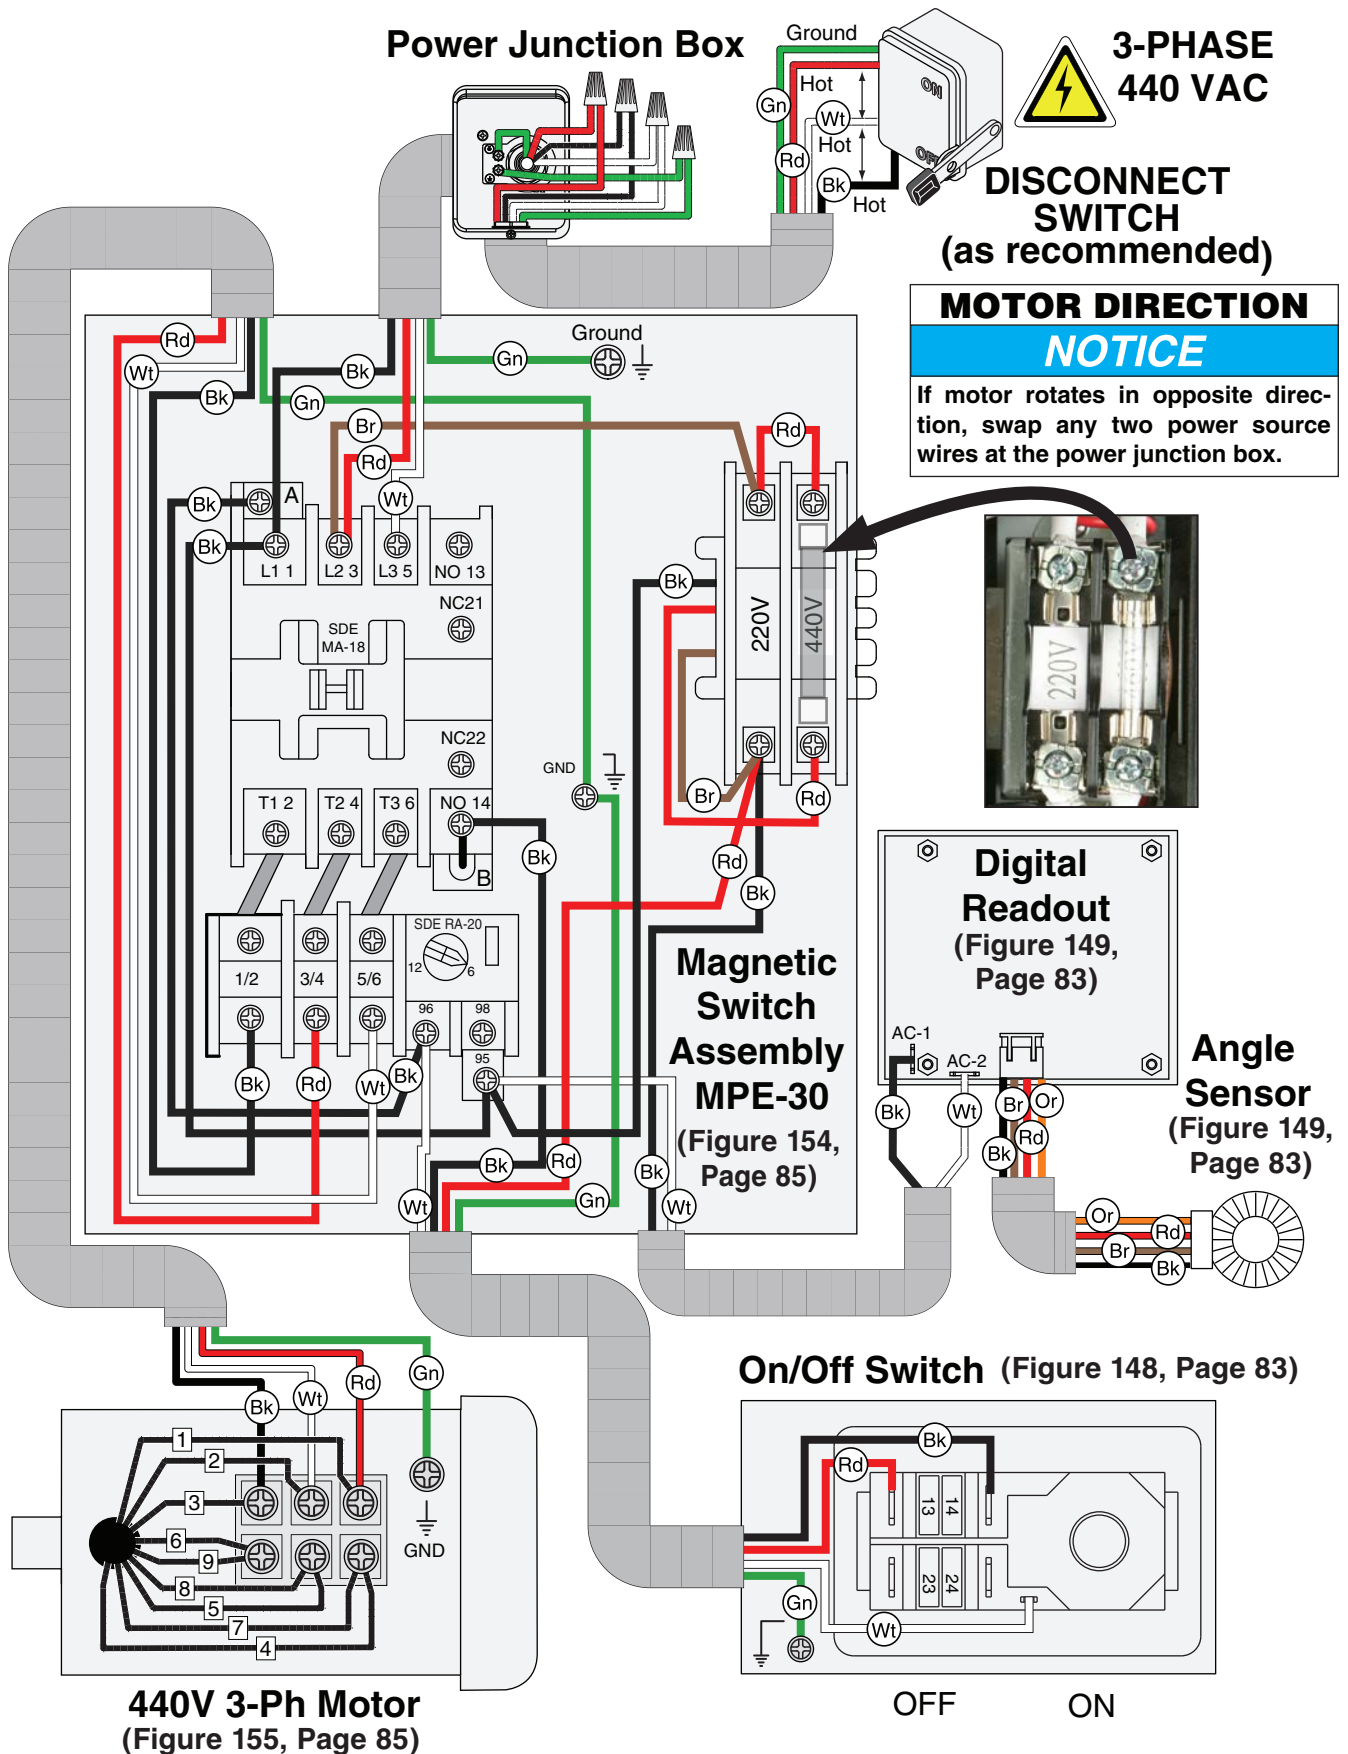 Power Junction Box
Ground
Hot
Gn
Wt
Hot
Rd
Bk
Hot
ON
OFF
3-PHASE
440 VAC
DISCONNECT
SWITCH
(as recommended)
MOTOR DIRECTION
NOTICE
If motor rotates in opposite direc-
tion, swap any two power source
wires at the power junction box.
Rd
Wt
Bk
Gn
Bk
Gn
Ground
Br
Rd
Wt
Rd
Bk
A
Bk
L1 1
L2 3
L3 5
NO 13
NC21
SDE
MA-18
NC22
T1 2
T2 4
T3 6
NO 14
B
Bk
GND
Bk
220V
440V
Br
Rd
Rd
Bk
220V
1/2
3/4
5/6
SDE RA-20
12
6
96
98
95
Bk
Rd
Wt
Bk
Magnetic
Switch
Assembly
MPE-30
(Figure 154,
Page 85)
Bk
Rd
Gn
Wt
Bk
Wt
Digital
Readout
(Figure 149,
Page 83)
AC-1
AC-2
Bk
Wt
Br
Or
Rd
Bk
Angle
Sensor
(Figure 149,
Page 83)
Or
Rd
Br
Bk
Gn
Rd
Wt
Bk
1
2
3
6
9
8
5
7
4
GND
440V 3-Ph Motor
(Figure 155, Page 85)
On/Off Switch (Figure 148, Page 83)
Bk
Rd
13
14
23
24
Gn
Wt
OFF
ON